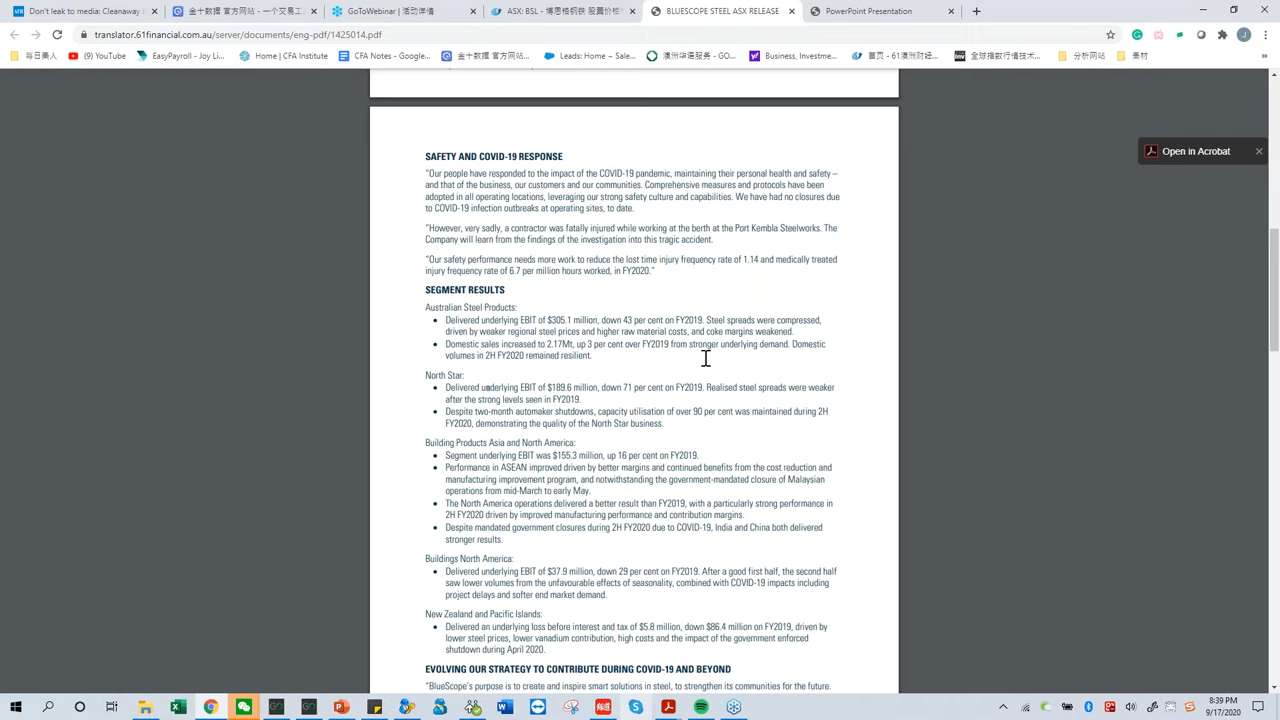 Don't leak to media| Cleanup W
金十数据 官方网站-一个交易工
GoToWebinar | 活动详情
BLUESCOPE STEEL ASX RELEASE
PowerPoint Presentation
translator.61financial.com.au/documents/eng-pdf/1425014.pdf
每日勇人
(9) YouTube
EasyPayroll - Joy Li...
Home | CFA Institute
CFA Notes - Google...
金十数据 官方网站...
Leads: Home ~ Sale...
澳洲华语服务 - GO...
Business, Investme...
首页 - 61澳洲财经...
全球指数行情技术...
分析网站
素材
Open in Acrobat
SAFETY AND COVID-19 RESPONSE
"Our people have responded to the impact of the COVID-19 pandemic, maintaining their personal health and safety –
and that of the business, our customers and our communities. Comprehensive measures and protocols have been
adopted in all operating locations, leveraging our strong safety culture and capabilities. We have had no closures due
to COVID-19 infection outbreaks at operating sites, to date.
"However, very sadly, a contractor was fatally injured while working at the berth at the Port Kembla Steelworks. The
Company will learn from the findings of the investigation into this tragic accident.
"Our safety performance needs more work to reduce the lost time injury frequency rate of 1.14 and medically treated
injury frequency rate of 6.7 per million hours worked, in FY2020."
SEGMENT RESULTS
Australian Steel Products:
• Delivered underlying EBIT of $305.1 million, down 43 per cent on FY2019. Steel spreads were compressed,
driven by weaker regional steel prices and higher raw material costs, and coke margins weakened.
• Domestic sales increased to 2.17Mt, up 3 per cent over FY2019 from stronger underlying demand. Domestic
volumes in 2H FY2020 remained resilient.
North Star:
• Delivered underlying EBIT of $189.6 million, down 71 per cent on FY2019. Realised steel spreads were weaker
after the strong levels seen in FY2019.
• Despite two-month automaker shutdowns, capacity utilisation of over 90 per cent was maintained during 2H
FY2020, demonstrating the quality of the North Star business.
Building Products Asia and North America:
• Segment underlying EBIT was $155.3 million, up 16 per cent on FY2019.
• Performance in ASEAN improved driven by better margins and continued benefits from the cost reduction and
manufacturing improvement program, and notwithstanding the government-mandated closure of Malaysian
operations from mid-March to early May.
• The North America operations delivered a better result than FY2019, with a particularly strong performance in
2H FY2020 driven by improved manufacturing performance and contribution margins.
• Despite mandated government closures during 2H FY2020 due to COVID-19, India and China both delivered
stronger results.
Buildings North America:
• Delivered underlying EBIT of $37.9 million, down 29 per cent on FY2019. After a good first half, the second half
saw lower volumes from the unfavourable effects of seasonality, combined with COVID-19 impacts including
project delays and softer end market demand.
New Zealand and Pacific Islands:
• Delivered an underlying loss before interest and tax of $5.8 million, down $86.4 million on FY2019, driven by
lower steel prices, lower vanadium contribution, high costs and the impact of the government enforced
shutdown during April 2020.
EVOLVING OUR STRATEGY TO CONTRIBUTE DURING COVID-19 AND BEYOND
"BlueScope's purpose is to create and inspire smart solutions in steel, to strengthen its communities for the future.
8:39 PM
9/17/2020